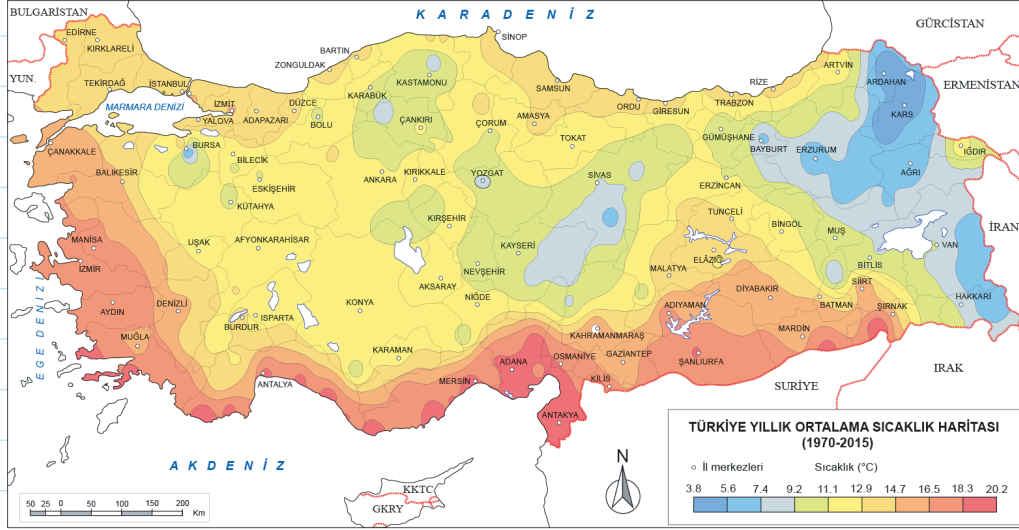 BULGARİSTAN
K A R A D E N İ Z
GÜRCİSTAN
EDİRNE
KIRKLARELİ
SİNOP
BARTIN
ZONGULDAK
KASTAMONU
ARTVİN
ARDAHAN
YUN.
TEKİRDAĞ
İSTANBUL
KARABÜK
SAMSUN
RİZE
ERMENİSTAN
MARMARA DENİZİ
İZMİT
DÜZCE
ORDU
TRABZON
KARS
YALOVA
ADAPAZARI
BOLU
ÇANKIRI
ÇORUM
AMASYA
GİRESUN
ÇANAKKALE
BURSA
TOKAT
GÜMÜŞHANE
BAYBURT
ERZURUM
IĞDIR
BİLECİK
BALIKESİR
ESKİŞEHİR
ANKARA
KIRIKKALE
YOZGAT
SİVAS
ERZİNCAN
AĞRI
KÜTAHYA
KIRŞEHİR
TUNCELİ
BİNGÖL
İRAN
MANİSA
UŞAK
AFYONKARAHİSAR
KAYSERİ
MUŞ
VAN
İZMİR
NEVŞEHİR
ELÂZIĞ
BİTLİS
AKSARAY
MALATYA
SİİRT
AYDIN
DENİZLİ
KONYA
NİĞDE
ADIYAMAN
DİYABAKIR
BATMAN
ŞIRNAK
HAKKARİ
ISPARTA
BURDUR
MUĞLA
KAHRAMANMARAŞ
MARDİN
EGE DENİZİ
KARAMAN
ADANA
OSMANİYE
GAZİANTEP
ŞANLIURFA
IRAK
ANTALYA
MERSİN
KİLİS
SURİYE
ANTAKYA
A K D E N İ Z
N
KKTC
GKRY
50 25 0 50 100 150 200
Km
TÜRKİYE YILLIK ORTALAMA SICAKLIK HARİTASI
(1970-2015)
İl merkezleri
Sıcaklık (°C)
3.8 5.6 7.4 9.2 11.1 12.9 14.7 16.5 18.3 20.2